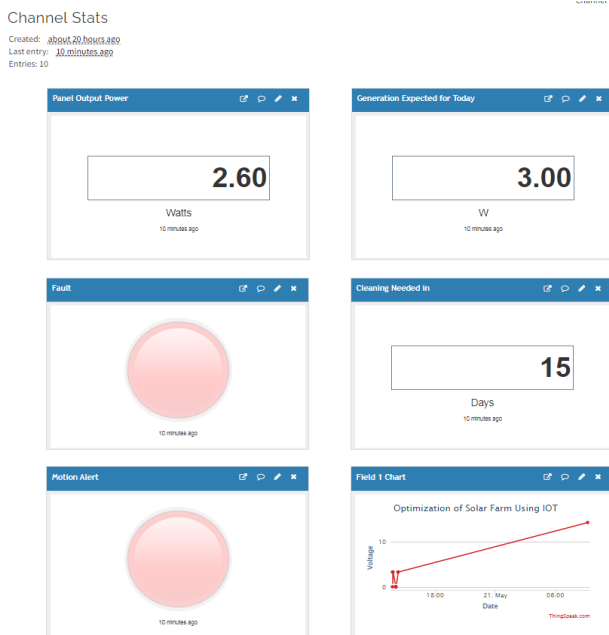 Channel Stats
Created: about 20 hours ago
Last entry: 10 minutes ago
Entries: 10
Panel Output Power
2.60
Watts
10 minutes ago
Generation Expected for Today
3.00
W
10 minutes ago
Fault
10 minutes ago
Cleaning Needed in
15
Days
10 minutes ago
Motion Alert
10 minutes ago
Field 1 Chart
Optimization of Solar Farm Using IOT
Voltage
10
0
18:00 21. May 06:00
Date
ThingSpeak.com